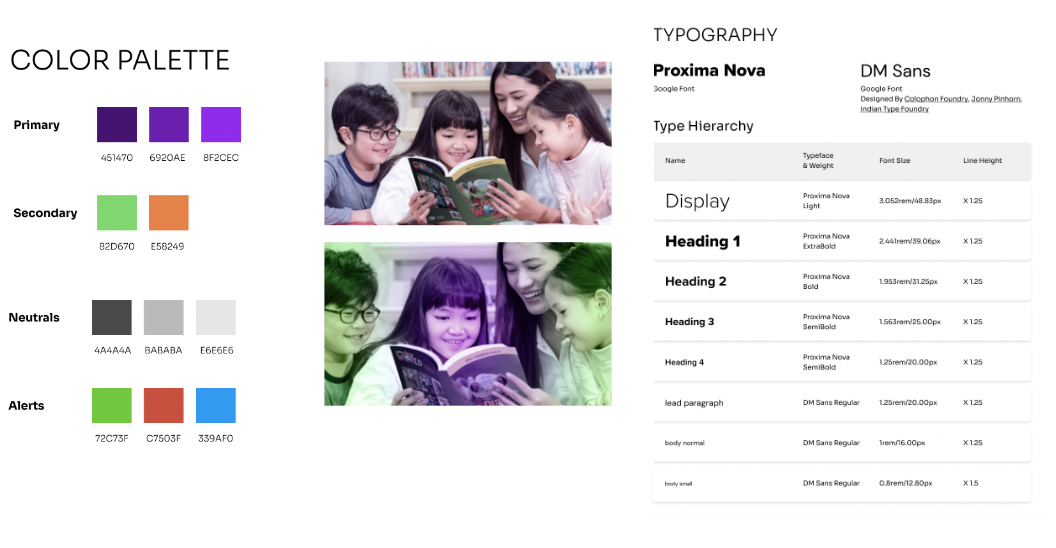 COLOR PALETTE
Primary
451470
6920AE
8F2CEC
Secondary
82D670
E58249
Neutrals
4A4A4A
BABABA
E6E6E6
Alerts
72C73F
C7503F
339AF0
TYPOGRAPHY
Proxima Nova
Google Font
DM Sans
Google Font
Designed By Colophon Foundry, Jonny Pinhorn,
Indian Type Foundry
Type Hierarchy
Name
Typeface
& Weight
Font Size
Line Height
Display
Proxima Nova
Light
3.052rem/48.83px
X 1.25
Heading 1
Proxima Nova
ExtraBold
2.441rem/39.06px
X 1.25
Heading 2
Proxima Nova
Bold
1.953rem/31.25px
X 1.25
Heading 3
Proxima Nova
SemiBold
1.563rem/25.00px
X 1.25
Heading 4
Proxima Nova
SemiBold
1.25rem/20.00px
X 1.25
lead paragraph
DM Sans Regular
1.25rem/20.00px
X 1.25
body normal
DM Sans Regular
1rem/16.00px
X 1.25
body small
DM Sans Regular
0.8rem/12.80px
X 1.5